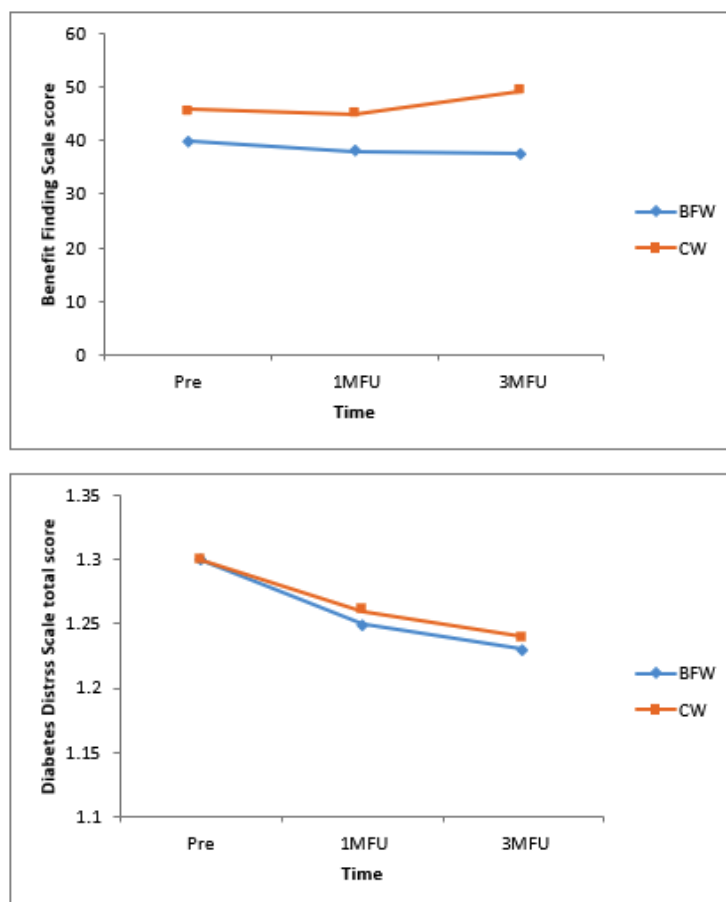 60
50
40
30
20
10
0
Benefit Finding Scale score
Pre
1MFU
3MFU
Time
BFW
CW
1.35
1.3
1.25
1.2
1.15
1.1
Diabetes Distrss Scale total score
Pre
1MFU
3MFU
Time
BFW
CW